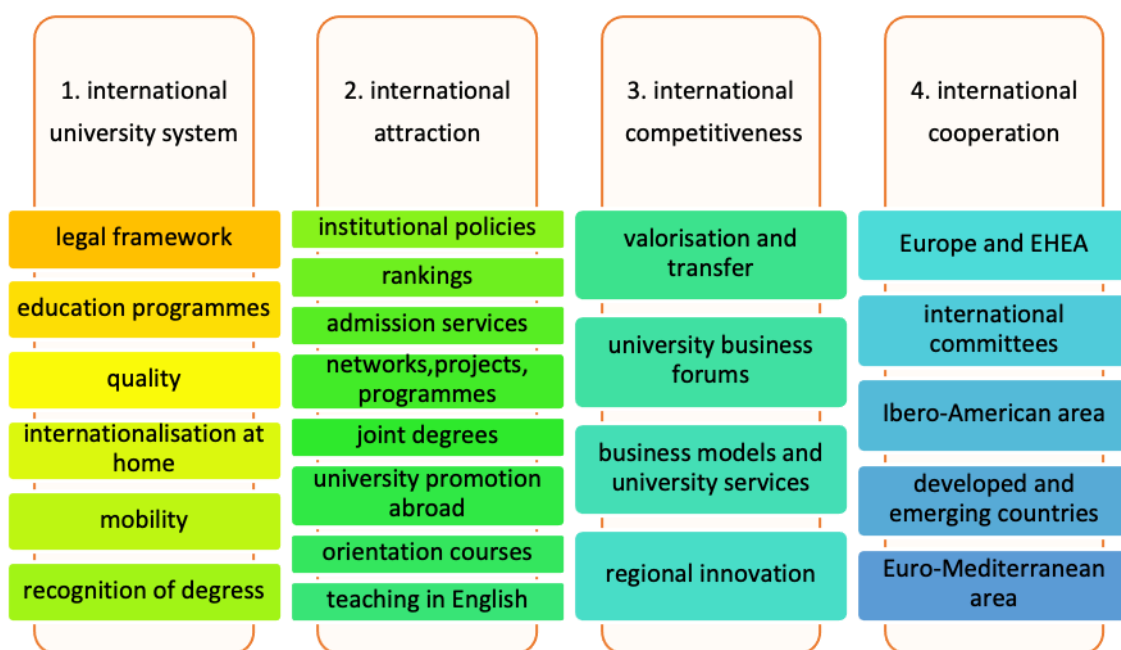 1. international
university system
legal framework
education programmes
quality
internationalisation at
home
mobility
recognition of degress
2. international
attraction
institutional policies
rankings
admission services
networks,projects,
programmes
joint degrees
university promotion
abroad
orientation courses
teaching in English
3. international
competitiveness
valorisation and
transfer
university business
forums
business models and
university services
regional innovation
4. international
cooperation
Europe and EHEA
international
committees
Ibero-American area
developed and
emerging countries
Euro-Mediterranean
area